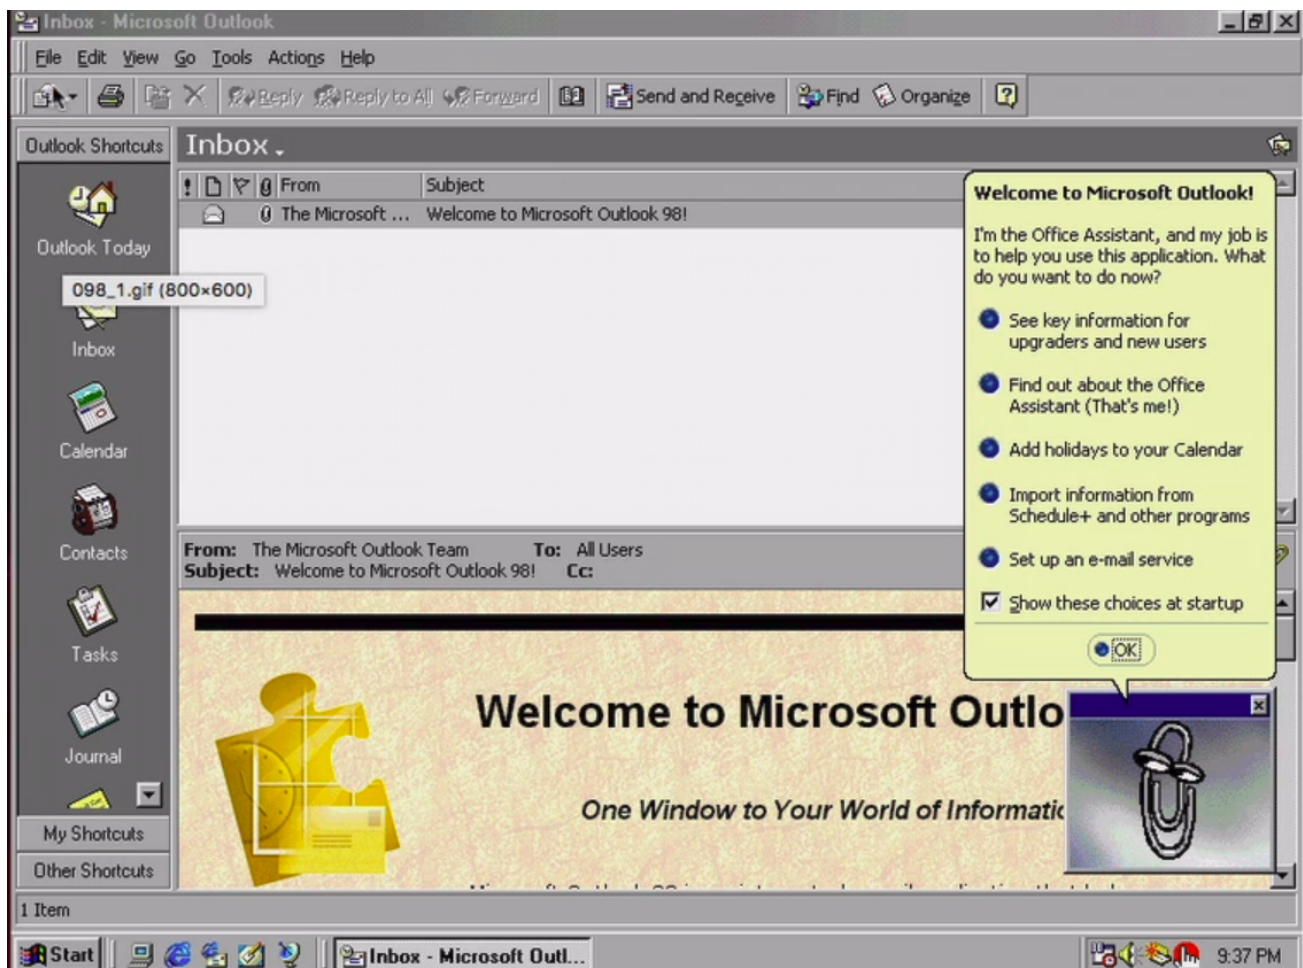 Inbox - Microsoft Outlook
File Edit View Go Tools Actions Help
Reply Reply to All Forward Send and Receive Find Organize
Outlook Shortcuts
Inbox
From Subject
The Microsoft ... Welcome to Microsoft Outlook 98!
Outlook Today
098_1.gif (800×600)
Inbox
Calendar
Contacts
Tasks
Journal
My Shortcuts
Other Shortcuts
Welcome to Microsoft Outlook!
I'm the Office Assistant, and my job is
to help you use this application. What
do you want to do now?
See key information for
upgraders and new users
Find out about the Office
Assistant (That's me!)
Add holidays to your Calendar
Import information from
Schedule+ and other programs
Set up an e-mail service
Show these choices at startup
OK
From: The Microsoft Outlook Team To: All Users
Subject: Welcome to Microsoft Outlook 98! Cc:
Welcome to Microsoft Outlo
One Window to Your World of Informatio
1 Item
Start Inbox - Microsoft Outl... 9:37 PM